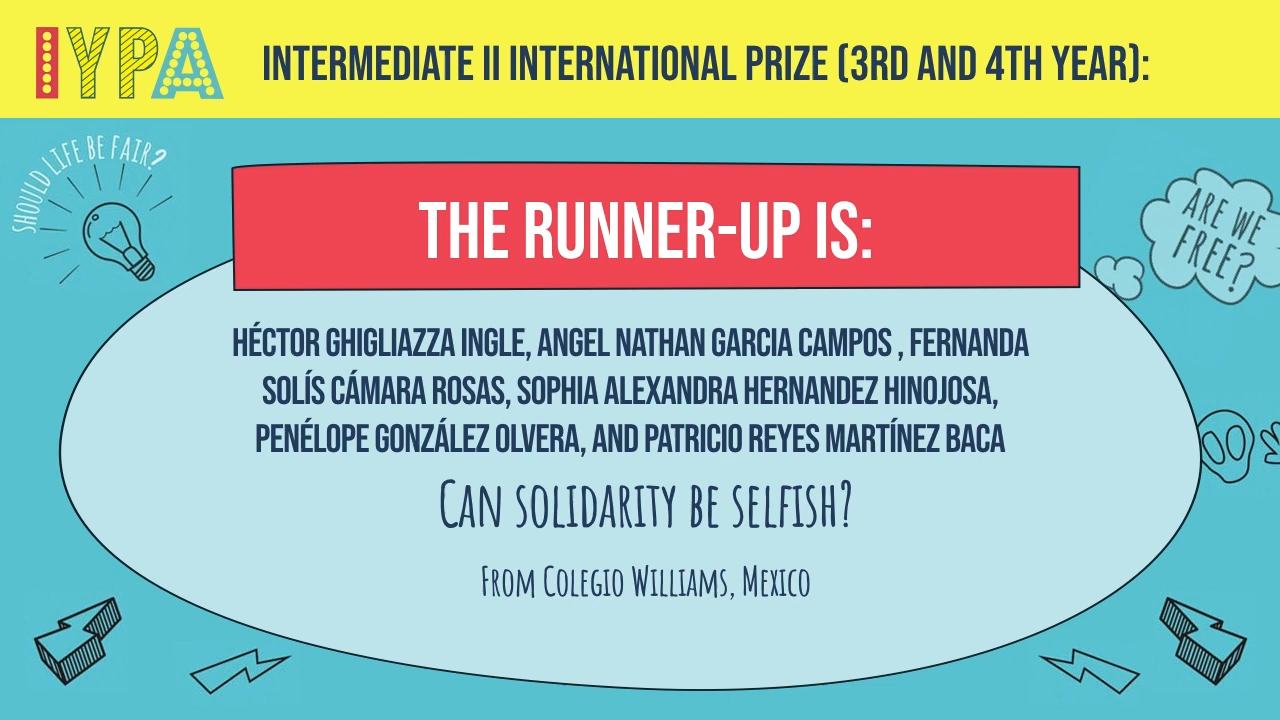 IYPA
INTERMEDIATE II INTERNATIONAL PRIZE (3RD AND 4TH YEAR):
SHOULD LIFE BE FAIR?
THE RUNNER-UP IS:
ARE WE
FREE?
HÉCTOR GHIGLIAZZA INGLE, ANGEL NATHAN GARCIA CAMPOS , FERNANDA
SOLÍS CÁMARA ROSAS, SOPHIA ALEXANDRA HERNANDEZ HINOJOSA,
PENÉLOPE GONZÁLEZ OLVERA, AND PATRICIO REYES MARTÍNEZ BACA
CAN SOLIDARITY BE SELFISH?
FROM COLEGIO WILLIAMS, MEXICO